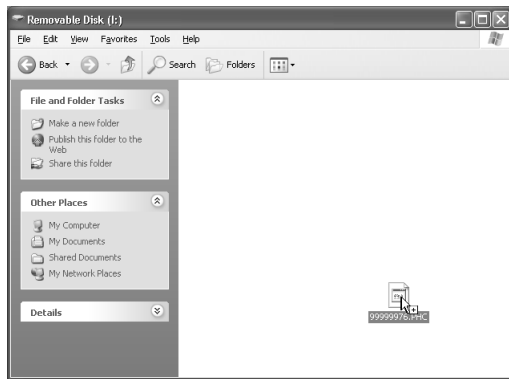 Removable Disk (I:)
File Edit View Favorites Tools Help
Back Search Folders
File and Folder Tasks
Make a new folder
Publish this folder to the
Web
Share this folder
Other Places
My Computer
My Documents
Shared Documents
My Network Places
Details
99999976.PHC